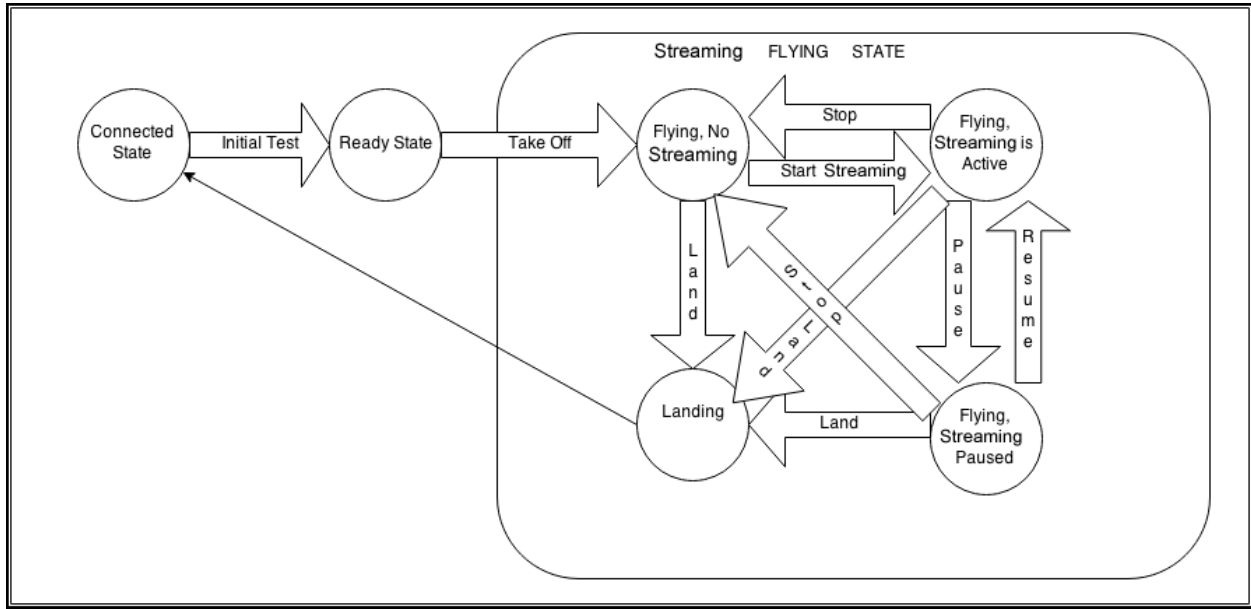 Streaming FLYING STATE
Connected
State
Initial Test
Ready State
Take Off
Flying, No
Streaming
Stop
Start Streaming
Flying,
Streaming is
Active
Land
Stop
Land
Pause
Resume
Landing
Land
Flying,
Streaming
Paused